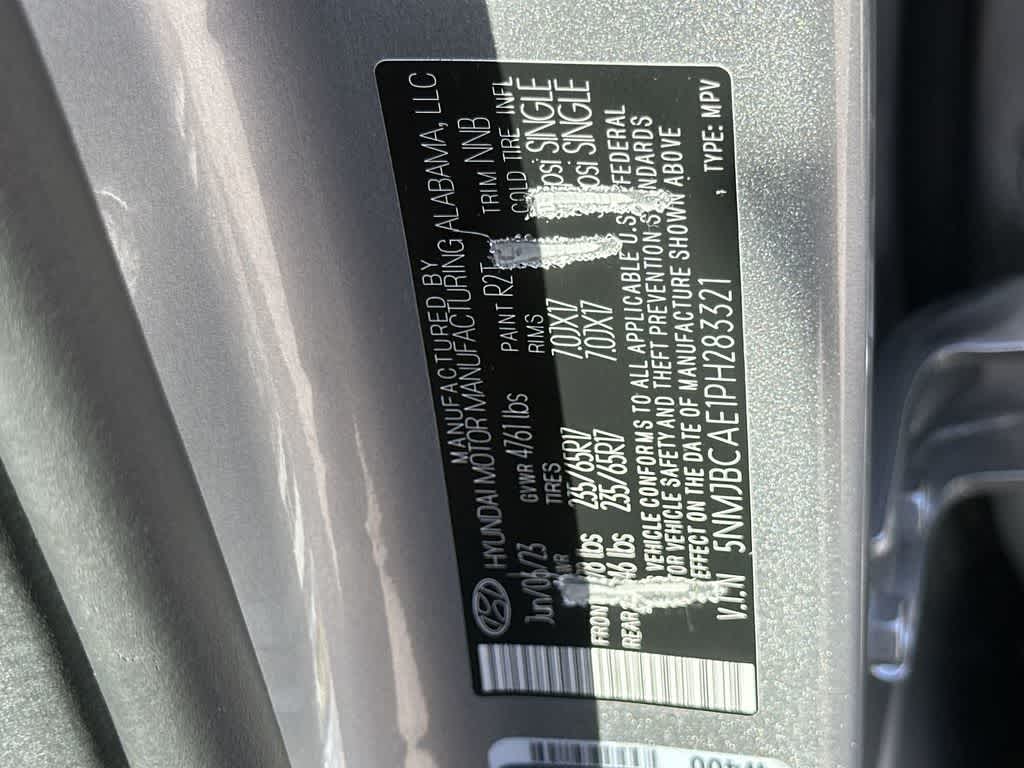 MANUFACTURED BY
HYUNDAI MOTOR MANUFACTURING ALABAMA, LLC
Jun/06/23 GVWR 4761 lbs PAINT R2T TRIM NNB
TIRES RIMS COLD TIRE INFL
FRONT lbs 235/65R17 7.0JX17 psi SINGLE
REAR lbs 235/65R17 7.0JX17 psi SINGLE
VEHICLE CONFORMS TO ALL APPLICABLE U.S. FEDERAL
MOTOR VEHICLE SAFETY AND THEFT PREVENTION STANDARDS
EFFECT ON THE DATE OF MANUFACTURE SHOWN ABOVE
V.I.N 5NMJBCAE1PH283321 , TYPE: MPV